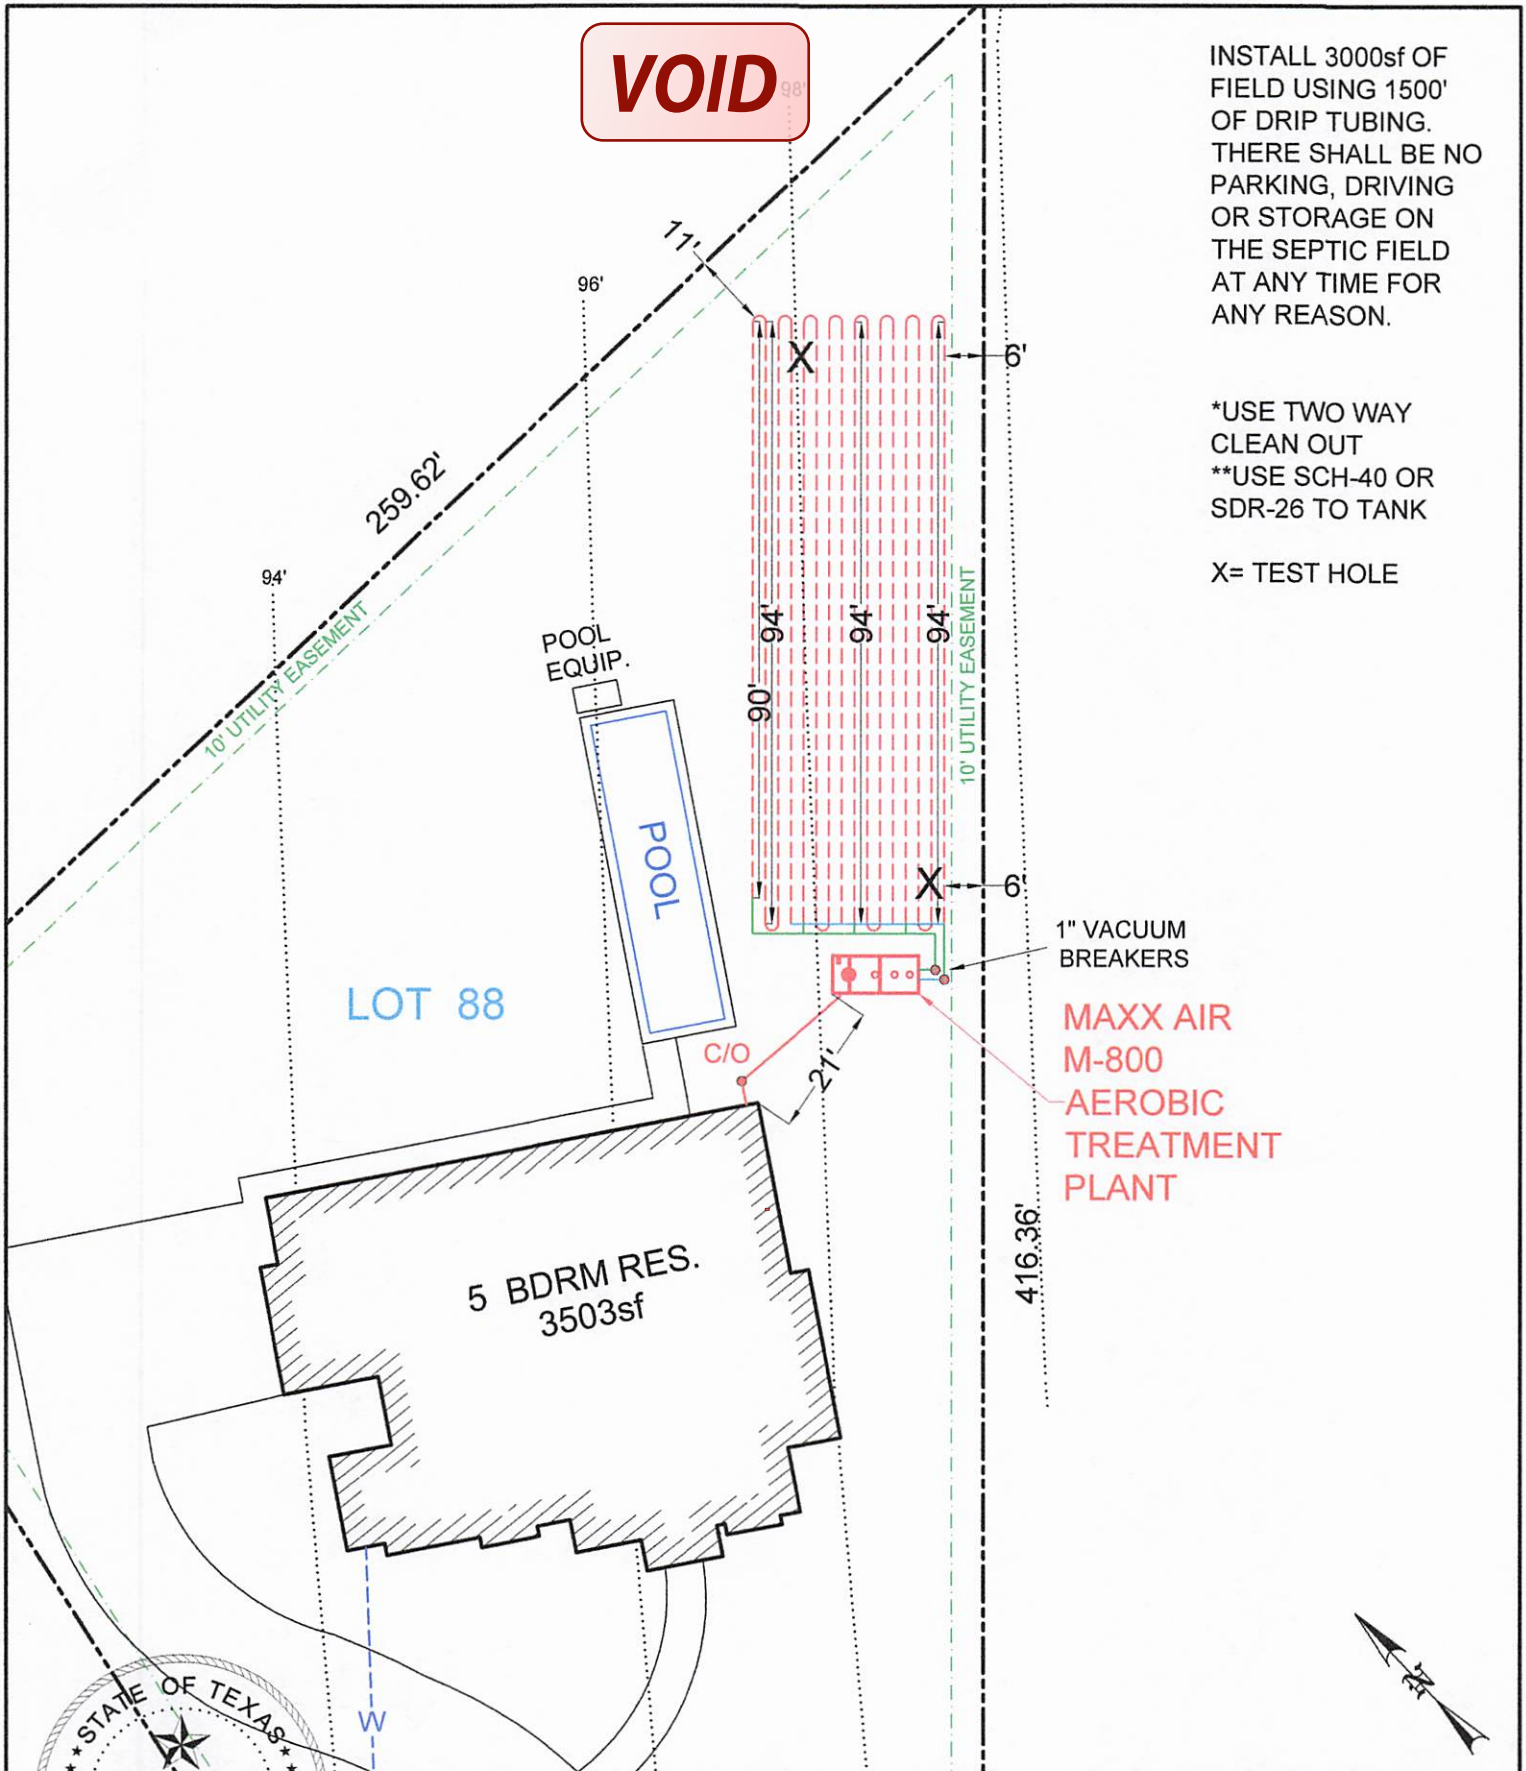 VOID
98'
INSTALL 3000sf OF
FIELD USING 1500'
OF DRIP TUBING.
THERE SHALL BE NO
PARKING, DRIVING
OR STORAGE ON
THE SEPTIC FIELD
AT ANY TIME FOR
ANY REASON.
11'
96'
X
6'
*USE TWO WAY
CLEAN OUT
**USE SCH-40 OR
SDR-26 TO TANK
X= TEST HOLE
259.62'
94'
10' UTILITY EASEMENT
POOL
EQUIP.
94'
94'
94'
90'
10' UTILITY EASEMENT
POOL
X
6'
1" VACUUM
BREAKERS
LOT 88
C/O
21'
MAXX AIR
M-800
AEROBIC
TREATMENT
PLANT
416.36'
5 BDRM RES.
3503sf
W
N
STATE OF TEXAS